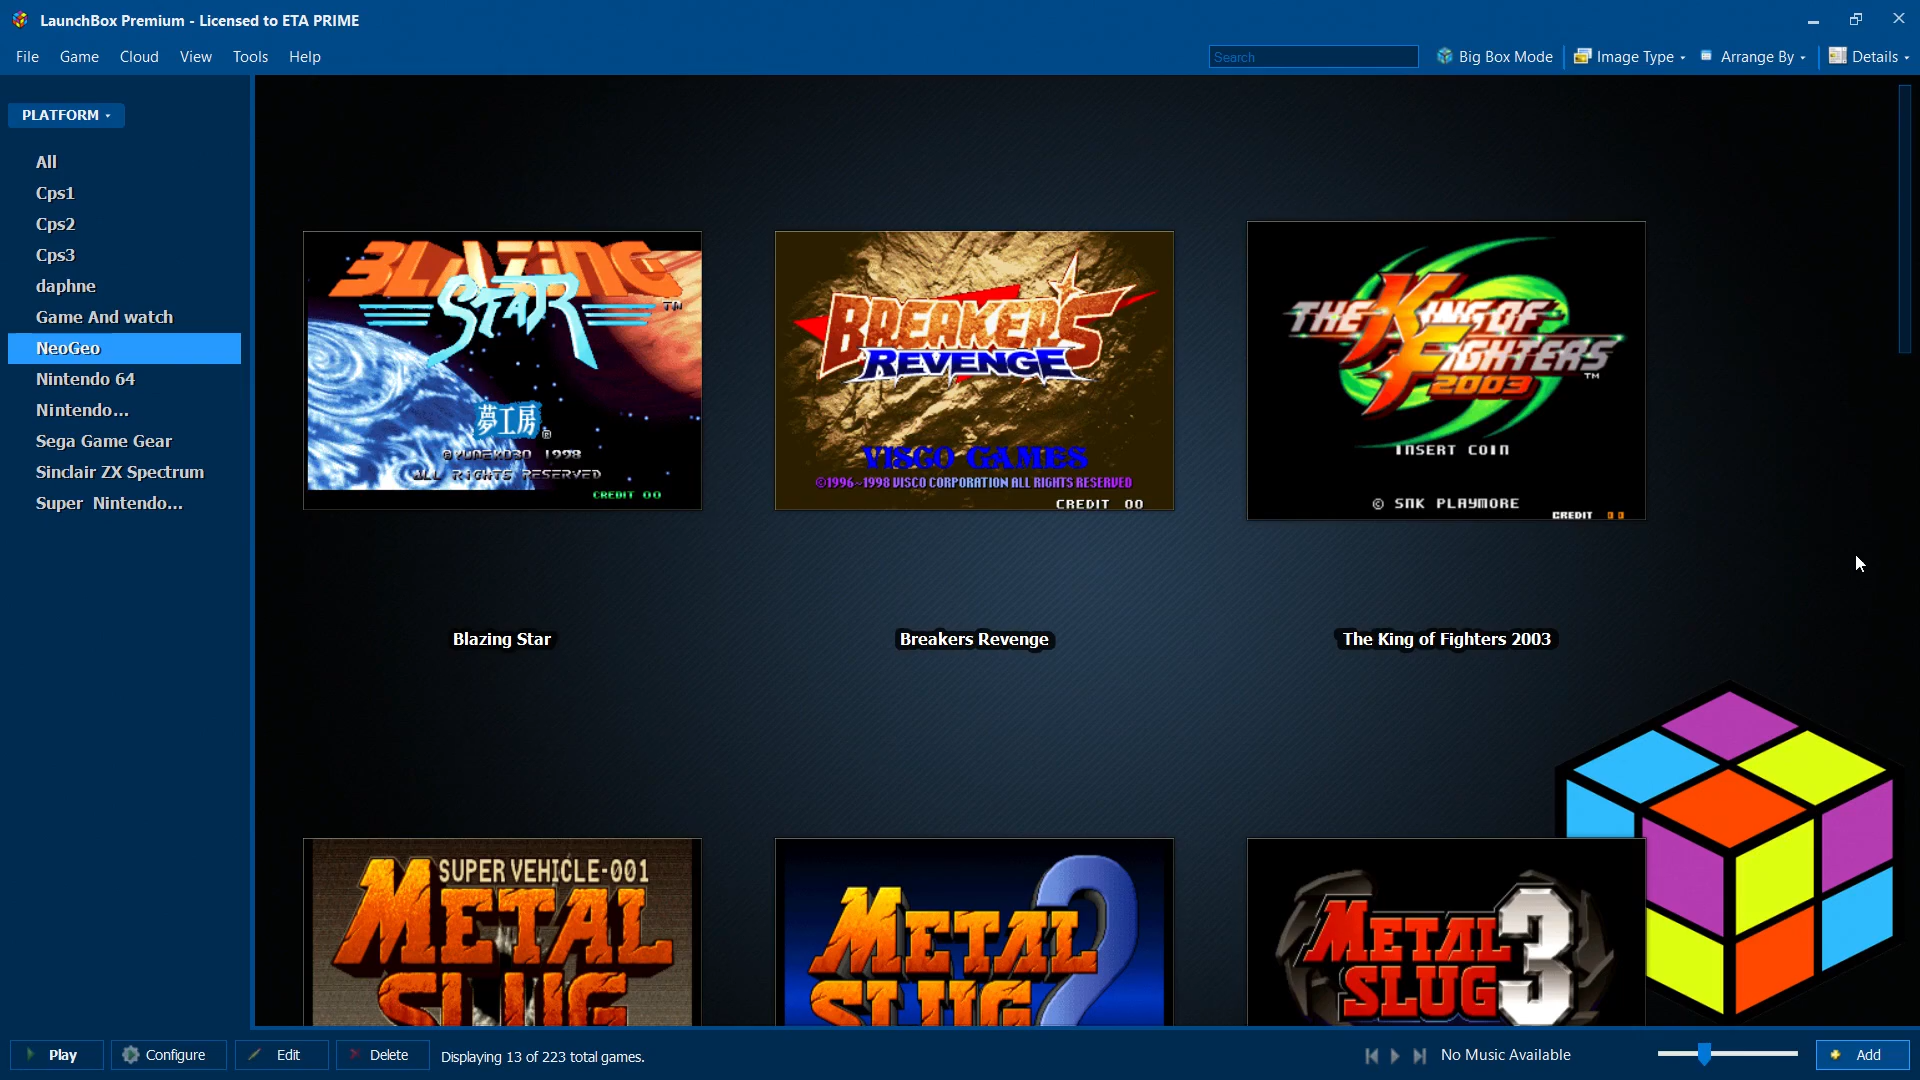 LaunchBox Premium - Licensed to ETA PRIME
File Game Cloud View Tools Help
Search
Big Box Mode
Image Type
Arrange By
Details
PLATFORM
All
Cps1
Cps2
Cps3
daphne
Game And watch
NeoGeo
Nintendo 64
Nintendo...
Sega Game Gear
Sinclair ZX Spectrum
Super Nintendo...
BLAZING
STAR
TM
夢工房
®
©YUMEKOBO 1998
ALL RIGHTS RESERVED
CREDIT 00
BREAKERS
REVENGE
VISCO GAMES
©1996~1998 VISCO CORPORATION ALL RIGHTS RESERVED
CREDIT 00
THE KING OF
FIGHTERS
TM
2003
INSERT COIN
© SNK PLAYMORE
CREDIT 00
Blazing Star
Breakers Revenge
The King of Fighters 2003
SUPER VEHICLE-001
METAL
SLUG
METAL
SLUG
2
METAL
SLUG
3
Play
Configure
Edit
Delete
Displaying 13 of 223 total games.
No Music Available
Add